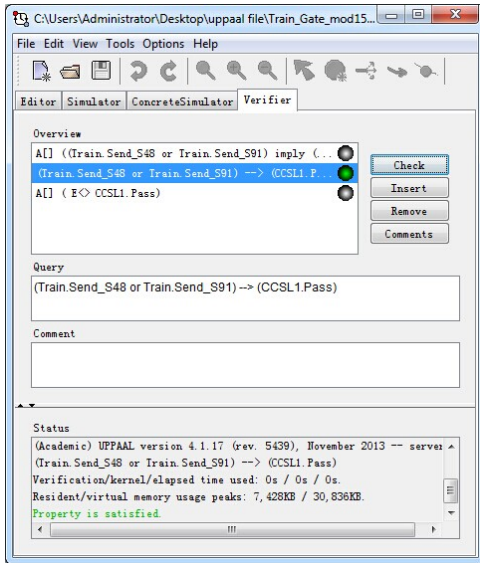 C:\Users\Administrator\Desktop\uppaal file\Train_Gate_mod15...
File Edit View Tools Options Help
Editor Simulator ConcreteSimulator Verifier
Overview
A[] ((Train.Send_S48 or Train.Send_S91) imply (...
(Train.Send_S48 or Train.Send_S91) --> (CCSL1.P...
A[] ( E<> CCSL1.Pass)
Check
Insert
Remove
Comments
Query
(Train.Send_S48 or Train.Send_S91) --> (CCSL1.Pass)
Comment
Status
(Academic) UPPAAL version 4.1.17 (rev. 5439), November 2013 -- server
(Train.Send_S48 or Train.Send_S91) --> (CCSL1.Pass)
Verification/kernel/elapsed time used: 0s / 0s / 0s.
Resident/virtual memory usage peaks: 7,428KB / 30,836KB.
Property is satisfied.